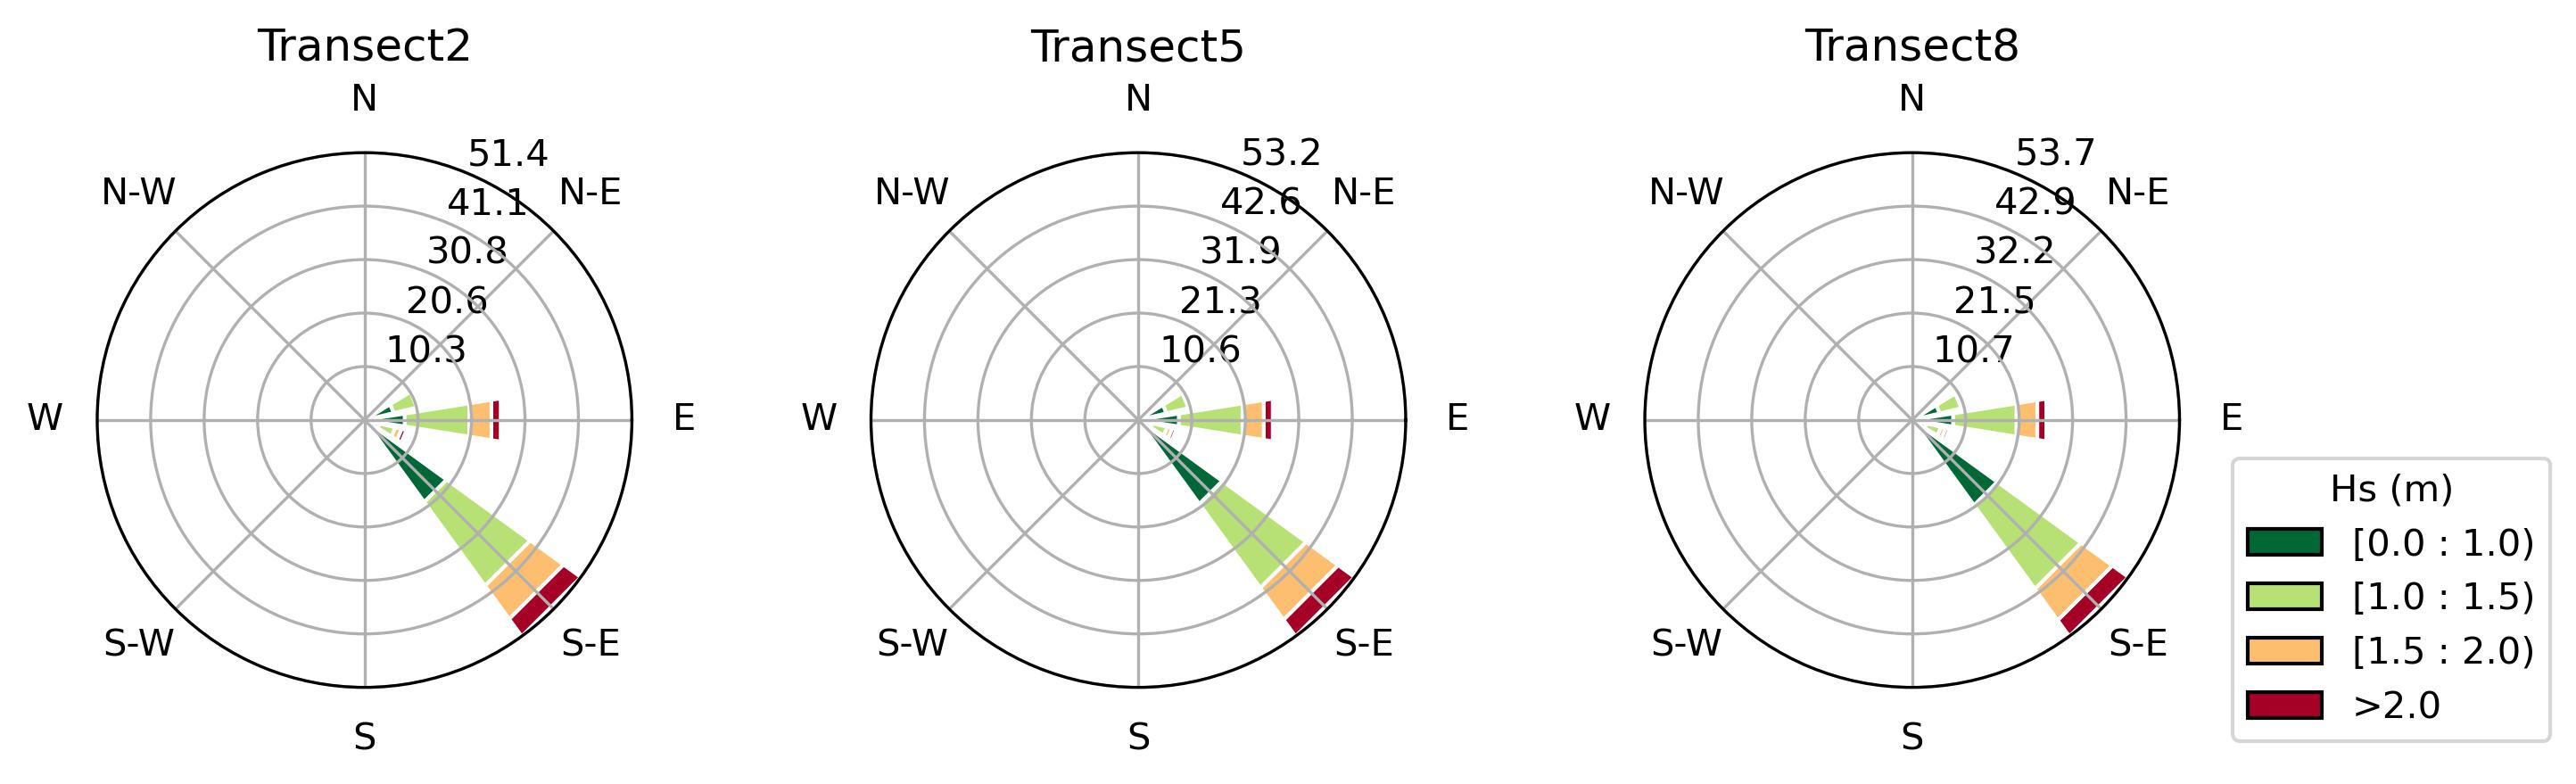 Transect2
N
N-W
N-E
51.4
41.1
30.8
20.6
10.3
W
E
S-W
S-E
S
Transect5
N
N-W
N-E
53.2
42.6
31.9
21.3
10.6
W
E
S-W
S-E
S
Transect8
N
N-W
N-E
53.7
42.9
32.2
21.5
10.7
W
E
S-W
S-E
S
Hs (m)
[0.0 : 1.0)
[1.0 : 1.5)
[1.5 : 2.0)
>2.0